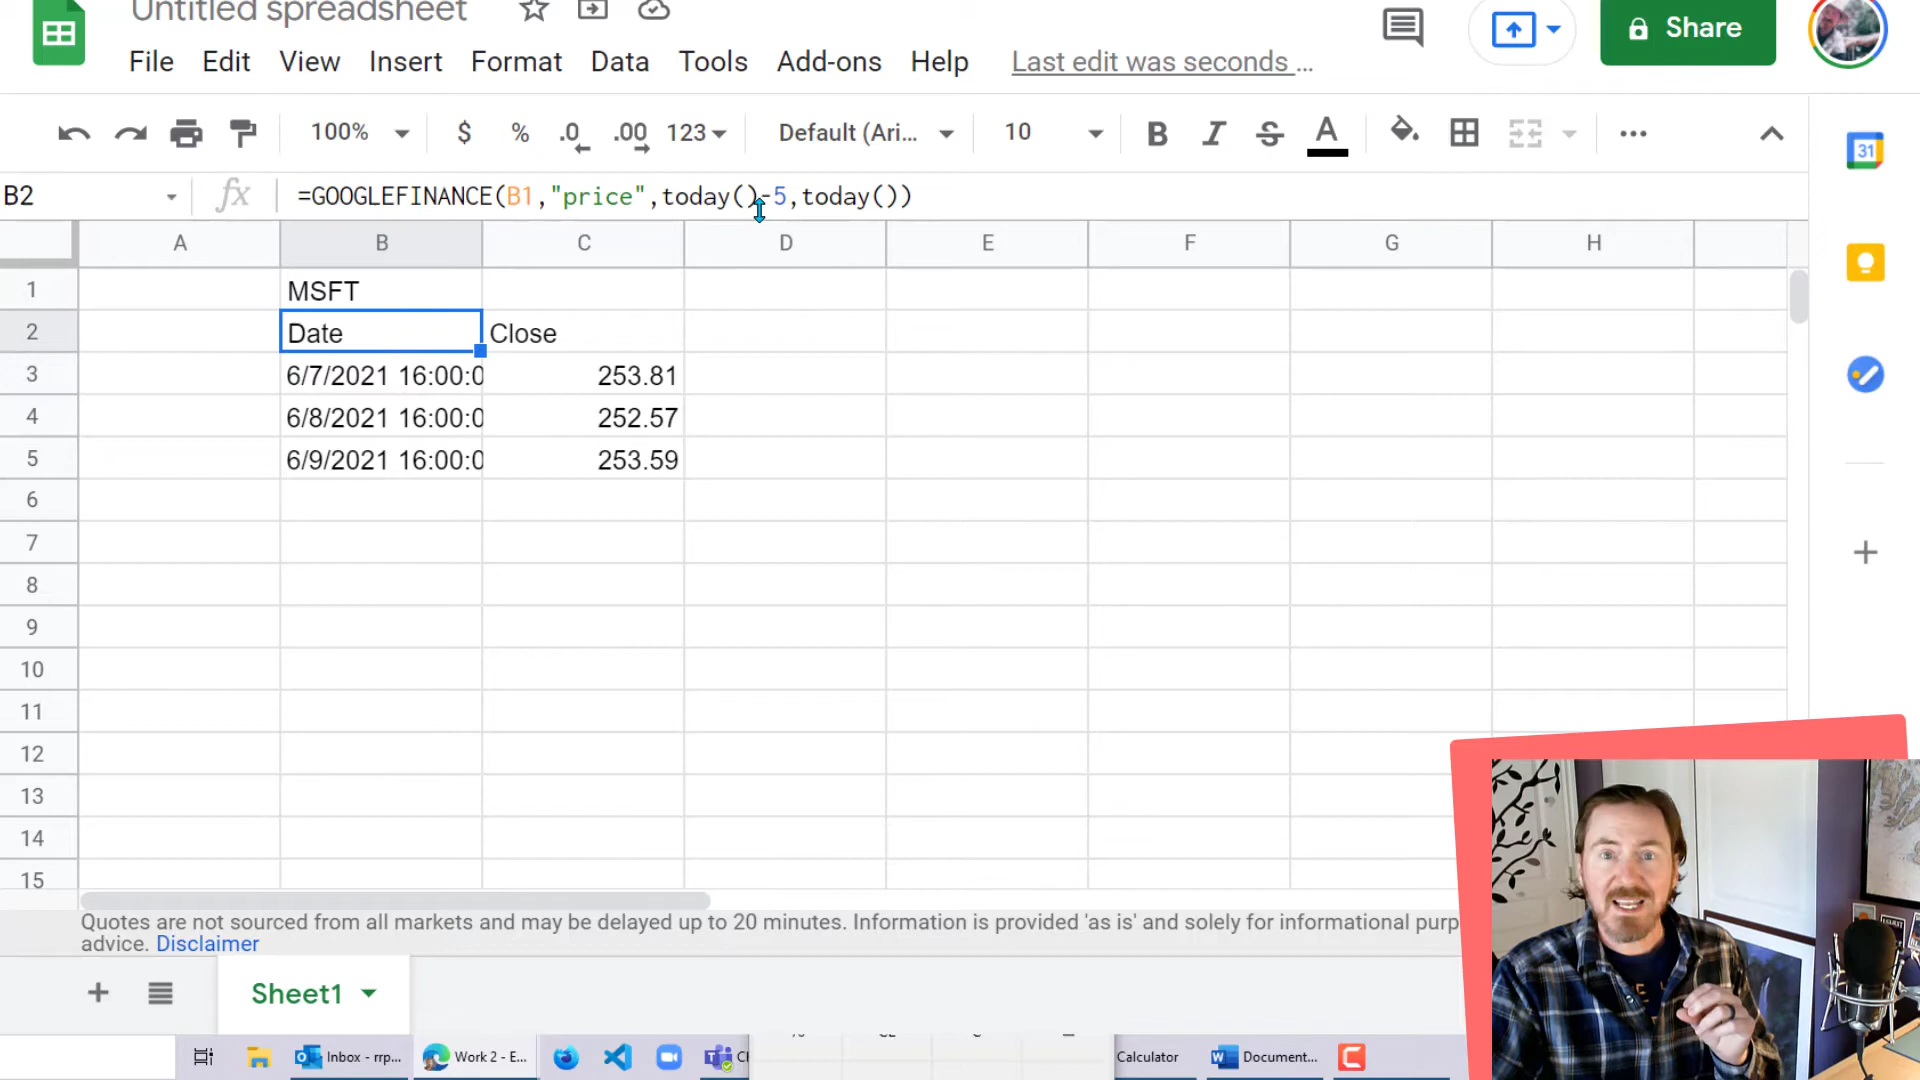 Untitled spreadsheet
File Edit View Insert Format Data Tools Add-ons Help Last edit was seconds ...
Share
100% $ % .0 .00 123 Default (Ari... 10 B I S A ...
31
B2 fx =GOOGLEFINANCE(B1,"price",today()-5,today())
A B C D E F G H
1 MSFT
2 Date Close
3 6/7/2021 16:00:0 253.81
4 6/8/2021 16:00:0 252.57
5 6/9/2021 16:00:0 253.59
6
7
8
9
10
11
12
13
14
15
Quotes are not sourced from all markets and may be delayed up to 20 minutes. Information is provided 'as is' and solely for informational purp
advice. Disclaimer
+ Sheet1
Inbox - rrp... Work 2 - E... Calculator Document...